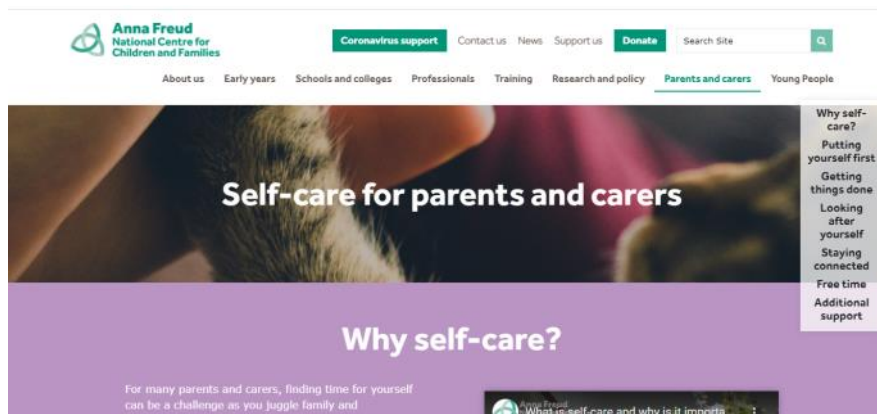 Anna Freud
National Centre for
Children and Families
Coronavirus support
Contact us
News
Support us
Donate
Search Site
About us
Early years
Schools and colleges
Professionals
Training
Research and policy
Parents and carers
Young People
Self-care for parents and carers
Why self-
care?
Putting
yourself first
Getting
things done
Looking
after
yourself
Staying
connected
Free time
Additional
support
Why self-care?
For many parents and carers, finding time for yourself
can be a challenge as you juggle family and
Anna Freud
What is self-care and why is it importa...